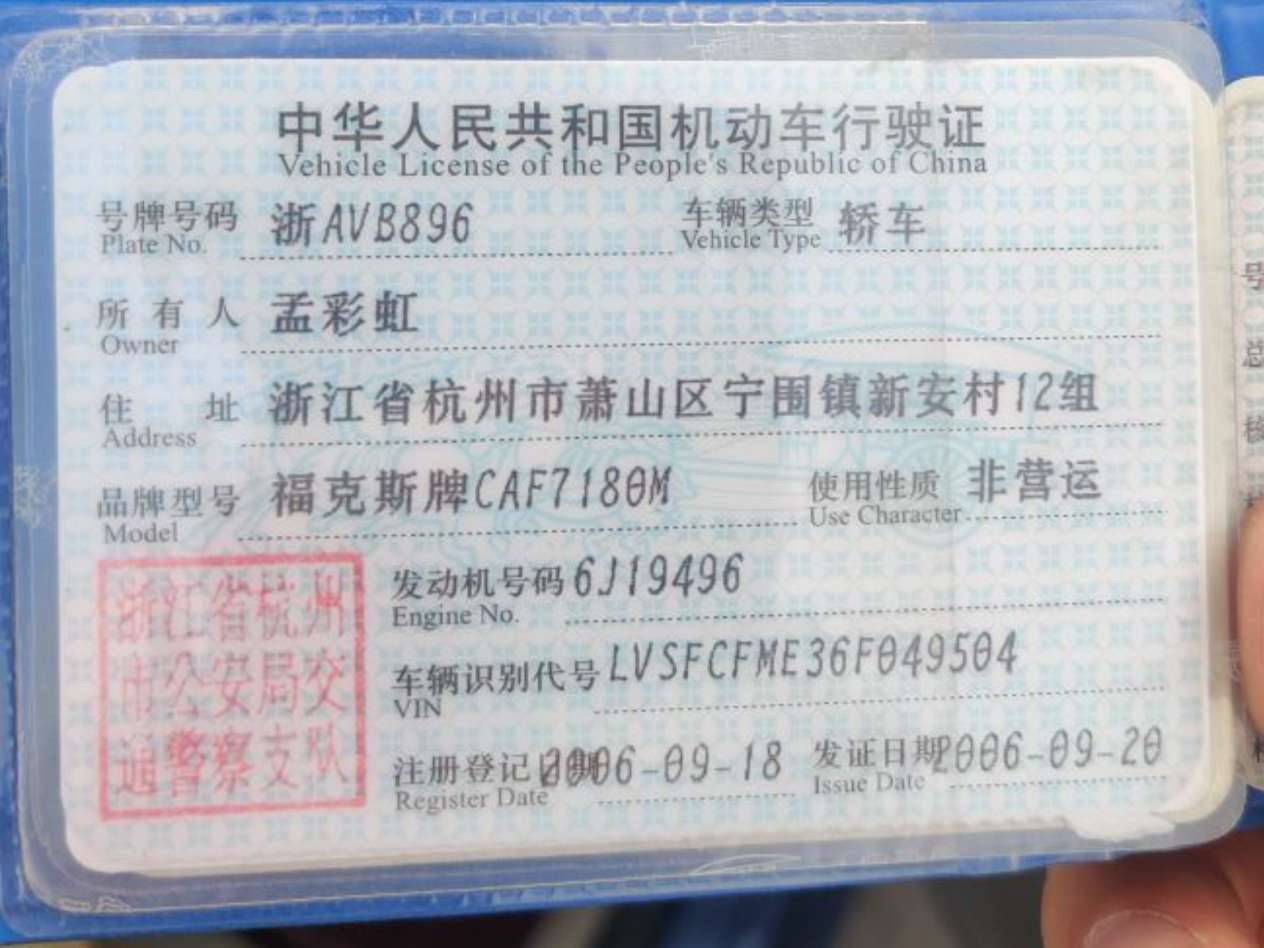 中华人民共和国机动车行驶证
Vehicle License of the People's Republic of China
号牌号码 浙AVB896 车辆类型 轿车
Plate No. Vehicle Type
所有人 孟彩虹
Owner
住址 浙江省杭州市萧山区宁围镇新安村12组
Address
品牌型号 福克斯牌CAF7180M 使用性质 非营运
Model Use Character
发动机号码 6J19496
Engine No.
车辆识别代号 LVSFCFME36F049504
VIN
注册登记日期 2006-09-18 发证日期 2006-09-20
Register Date Issue Date
浙江省杭州
市公安局交
通警察支队
号
总
核